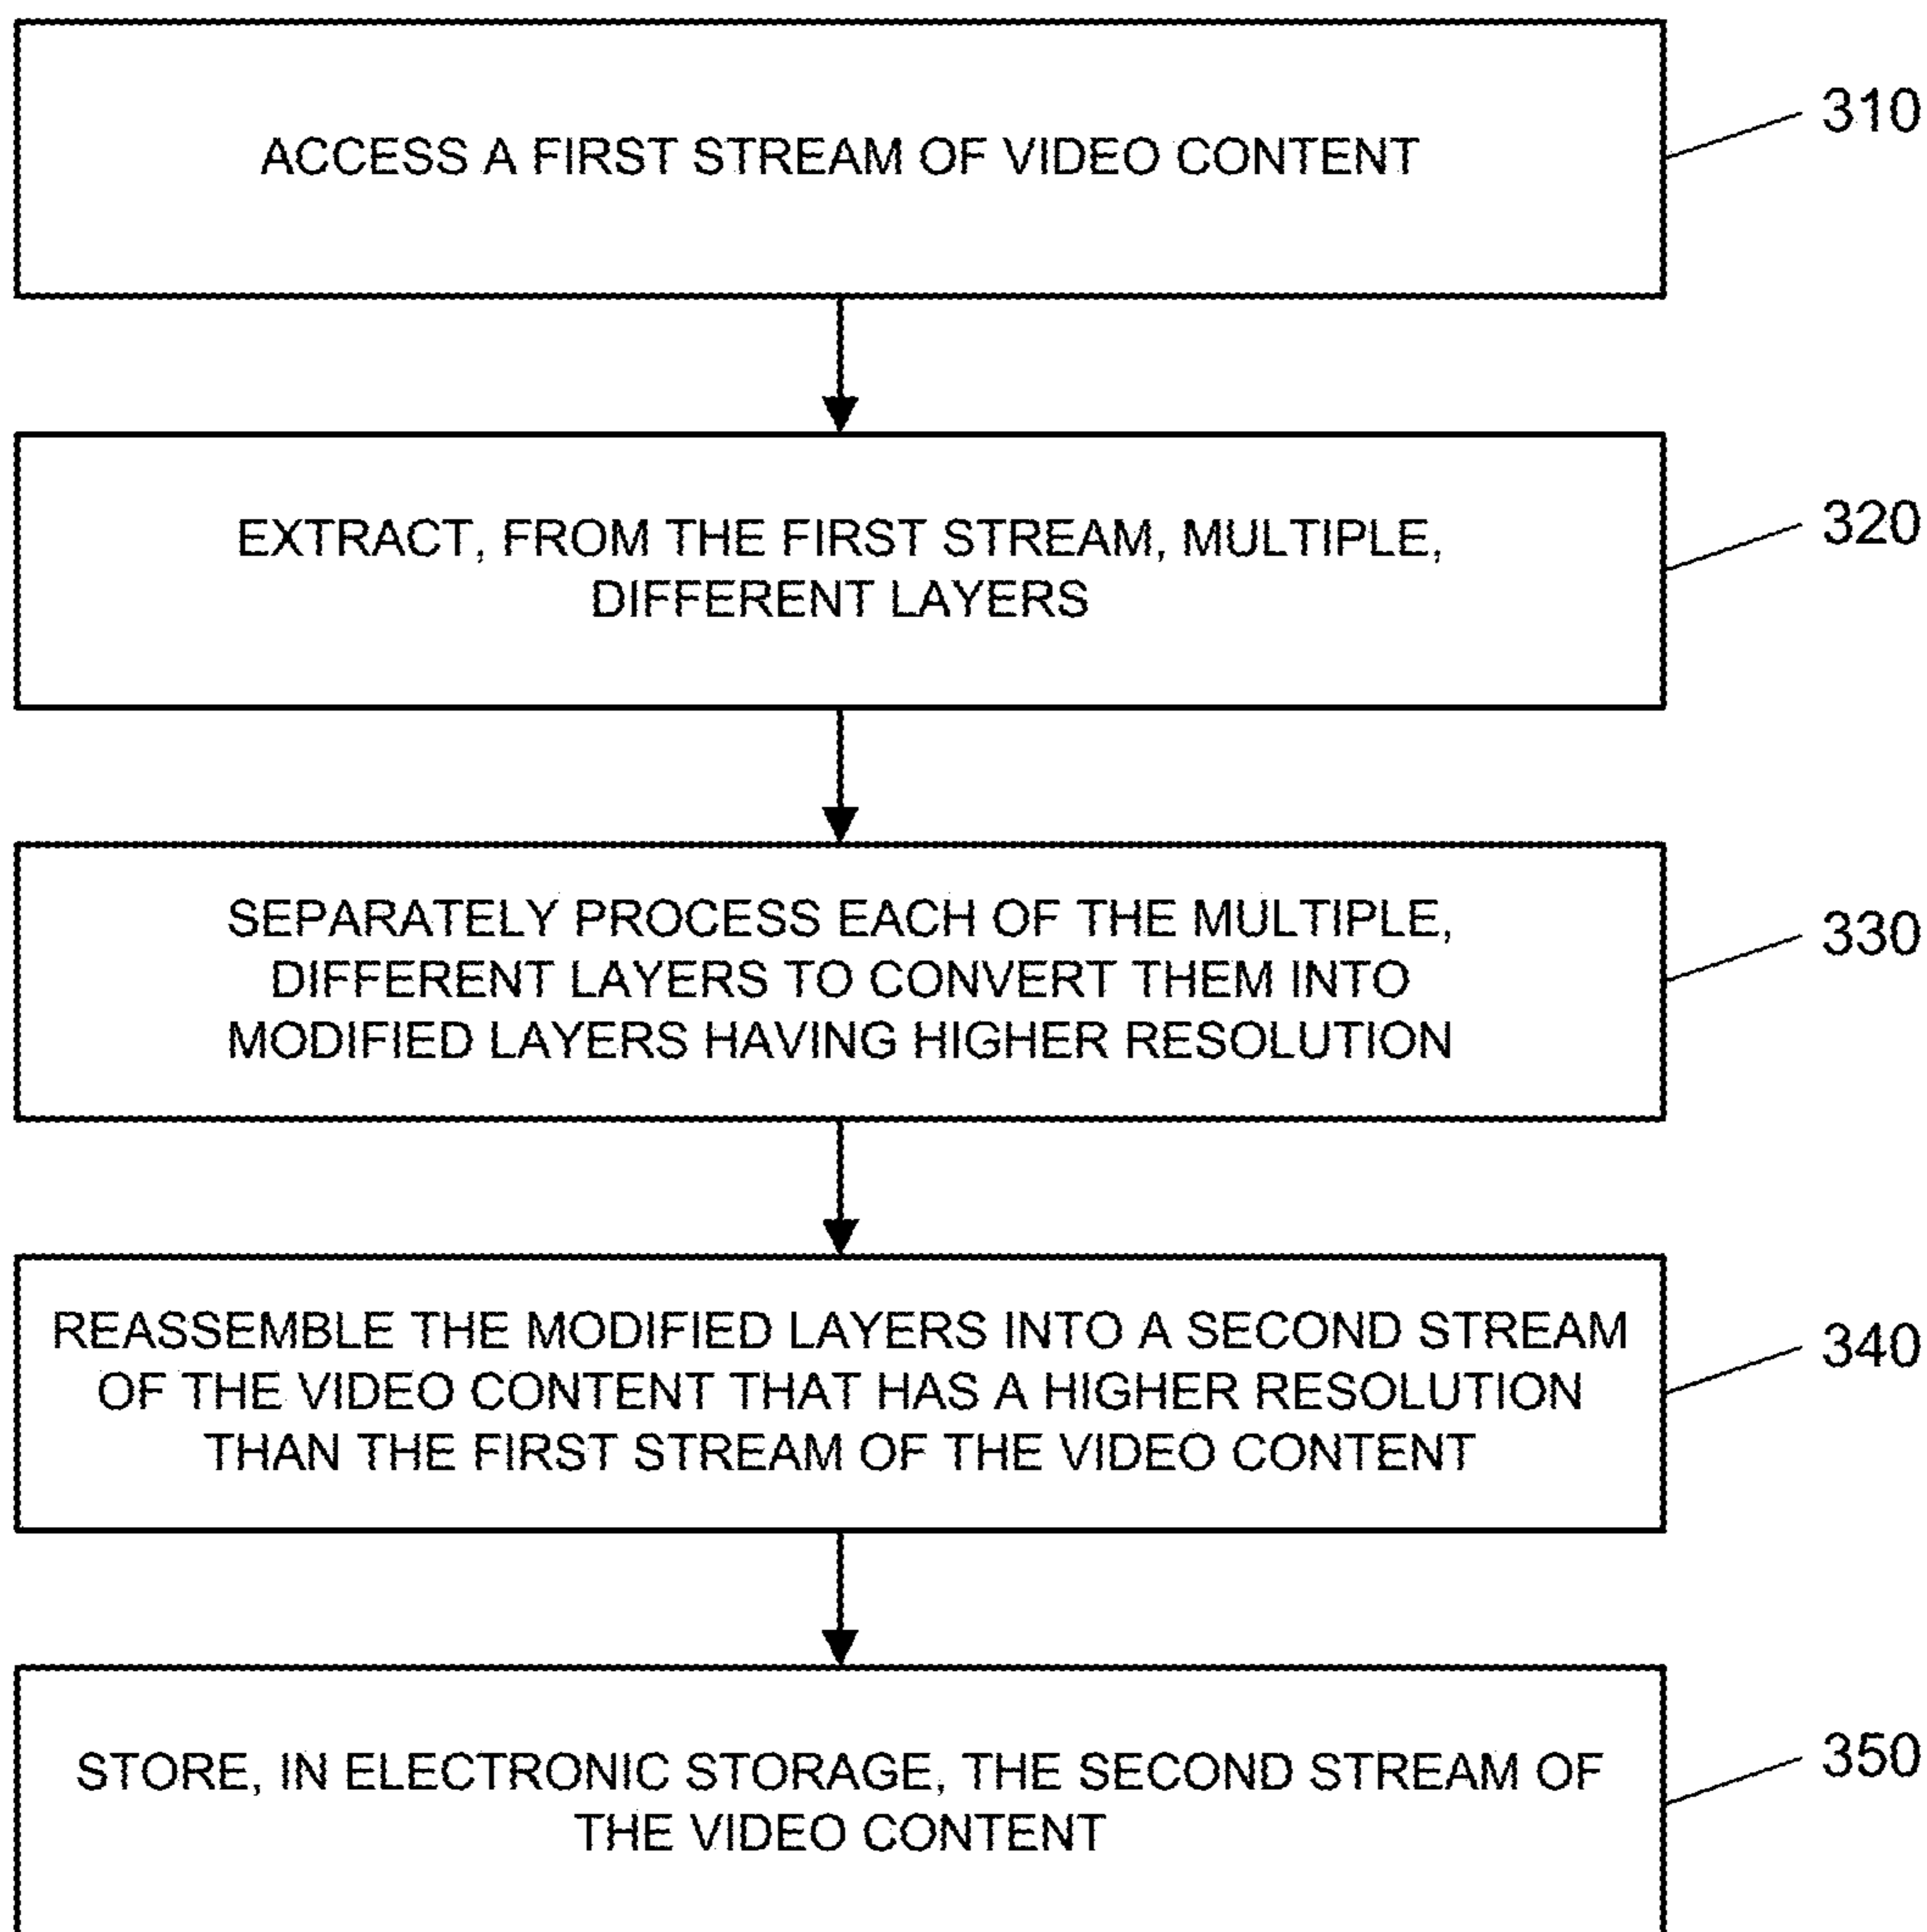 ACCESS A FIRST STREAM OF VIDEO CONTENT
310
EXTRACT, FROM THE FIRST STREAM, MULTIPLE,
DIFFERENT LAYERS
320
SEPARATELY PROCESS EACH OF THE MULTIPLE,
DIFFERENT LAYERS TO CONVERT THEM INTO
MODIFIED LAYERS HAVING HIGHER RESOLUTION
330
REASSEMBLE THE MODIFIED LAYERS INTO A SECOND STREAM
OF THE VIDEO CONTENT THAT HAS A HIGHER RESOLUTION
THAN THE FIRST STREAM OF THE VIDEO CONTENT
340
STORE, IN ELECTRONIC STORAGE, THE SECOND STREAM OF
THE VIDEO CONTENT
350